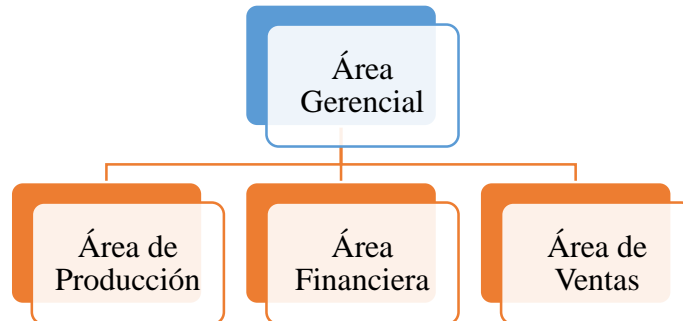 Área
Gerencial
Área de
Producción
Área
Financiera
Área de
Ventas